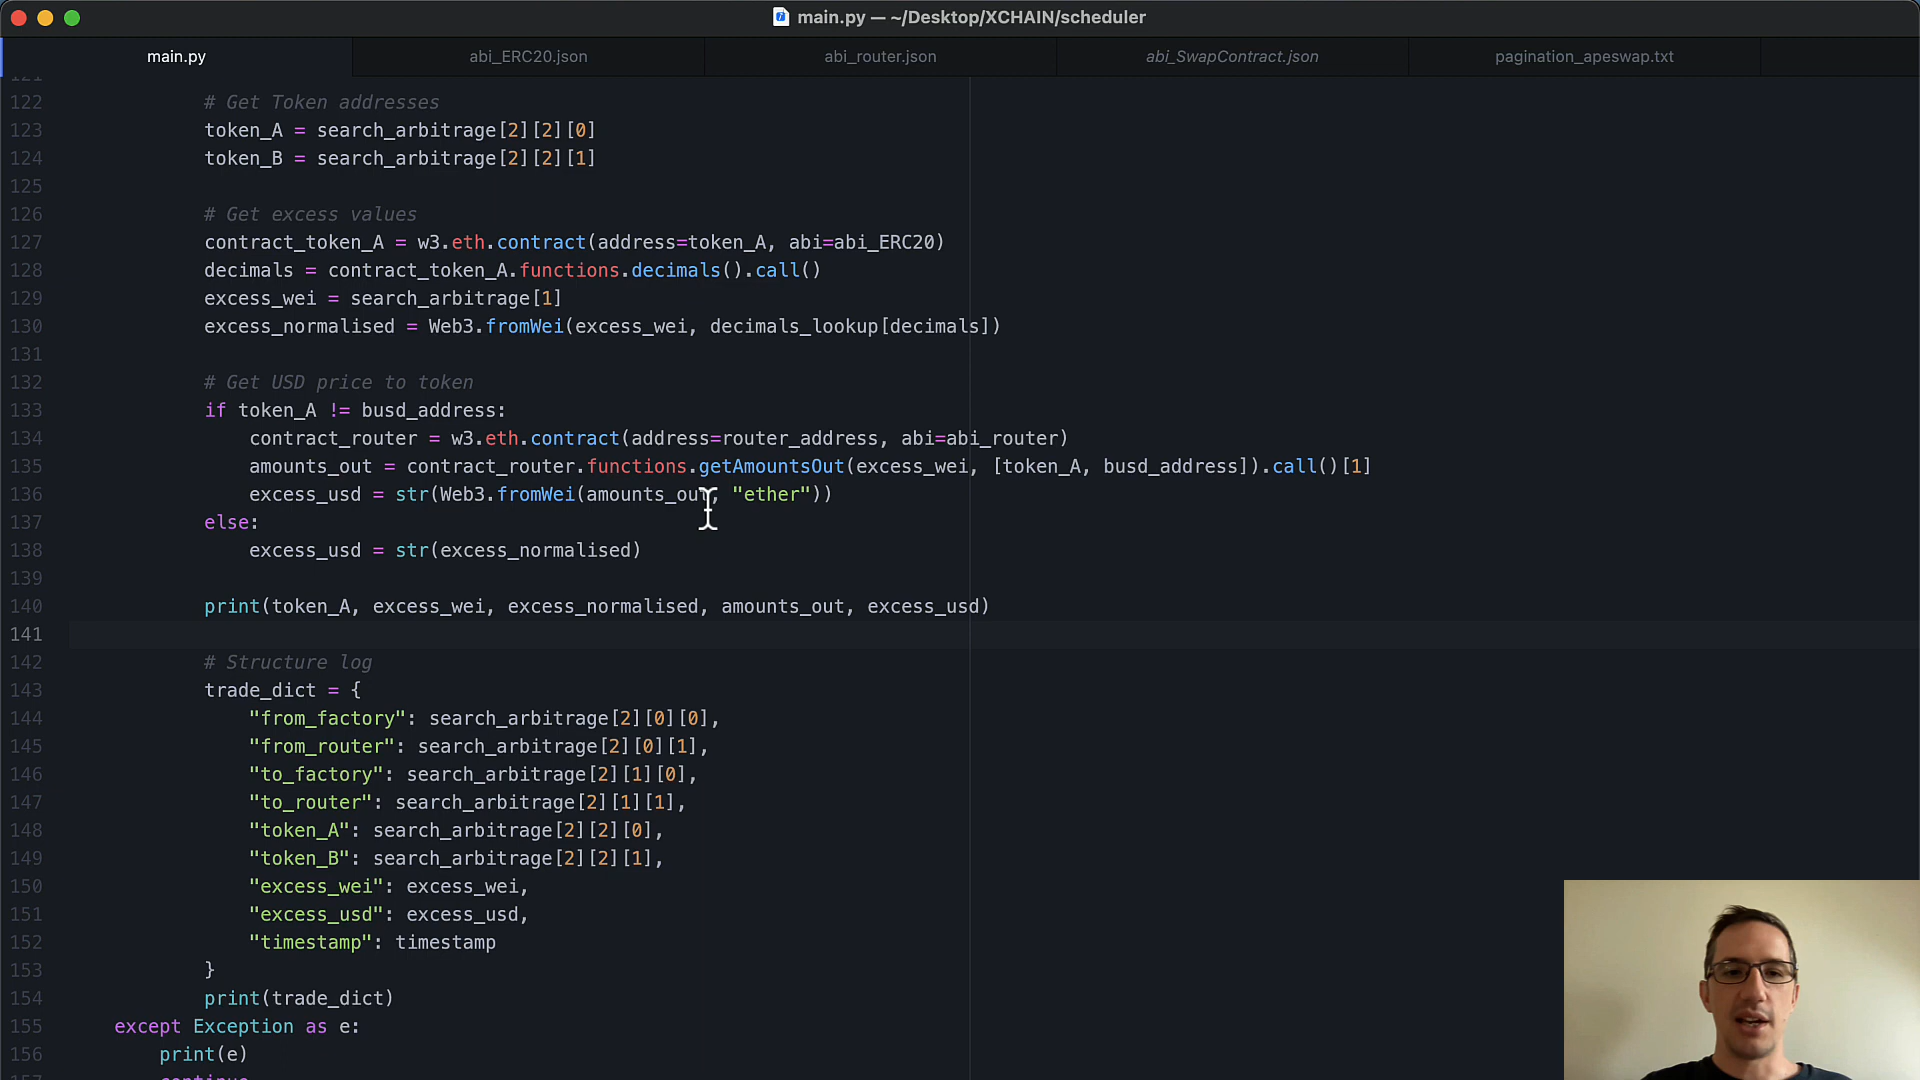 main.py — ~/Desktop/XCHAIN/scheduler
main.py abi_ERC20.json abi_router.json abi_SwapContract.json pagination_apeswap.txt
121
122 # Get Token addresses
123 token_A = search_arbitrage[2][2][0]
124 token_B = search_arbitrage[2][2][1]
125
126 # Get excess values
127 contract_token_A = w3.eth.contract(address=token_A, abi=abi_ERC20)
128 decimals = contract_token_A.functions.decimals().call()
129 excess_wei = search_arbitrage[1]
130 excess_normalised = Web3.fromWei(excess_wei, decimals_lookup[decimals])
131
132 # Get USD price to token
133 if token_A != busd_address:
134 contract_router = w3.eth.contract(address=router_address, abi=abi_router)
135 amounts_out = contract_router.functions.getAmountsOut(excess_wei, [token_A, busd_address]).call()[1]
136 excess_usd = str(Web3.fromWei(amounts_out, "ether"))
137 else:
138 excess_usd = str(excess_normalised)
139
140 print(token_A, excess_wei, excess_normalised, amounts_out, excess_usd)
141
142 # Structure log
143 trade_dict = {
144 "from_factory": search_arbitrage[2][0][0],
145 "from_router": search_arbitrage[2][0][1],
146 "to_factory": search_arbitrage[2][1][0],
147 "to_router": search_arbitrage[2][1][1],
148 "token_A": search_arbitrage[2][2][0],
149 "token_B": search_arbitrage[2][2][1],
150 "excess_wei": excess_wei,
151 "excess_usd": excess_usd,
152 "timestamp": timestamp
153 }
154 print(trade_dict)
155 except Exception as e:
156 print(e)
157 continue